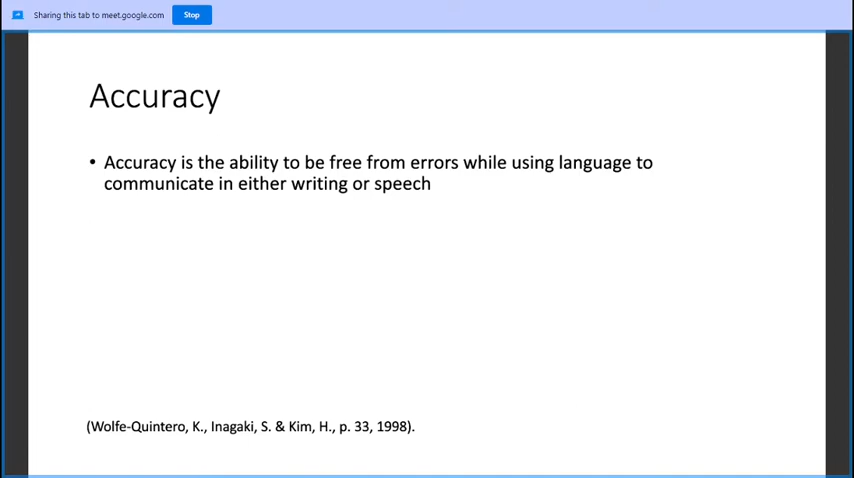 Sharing this tab to meet.google.com
Stop
Accuracy
• Accuracy is the ability to be free from errors while using language to
communicate in either writing or speech
(Wolfe-Quintero, K., Inagaki, S. & Kim, H., p. 33, 1998).